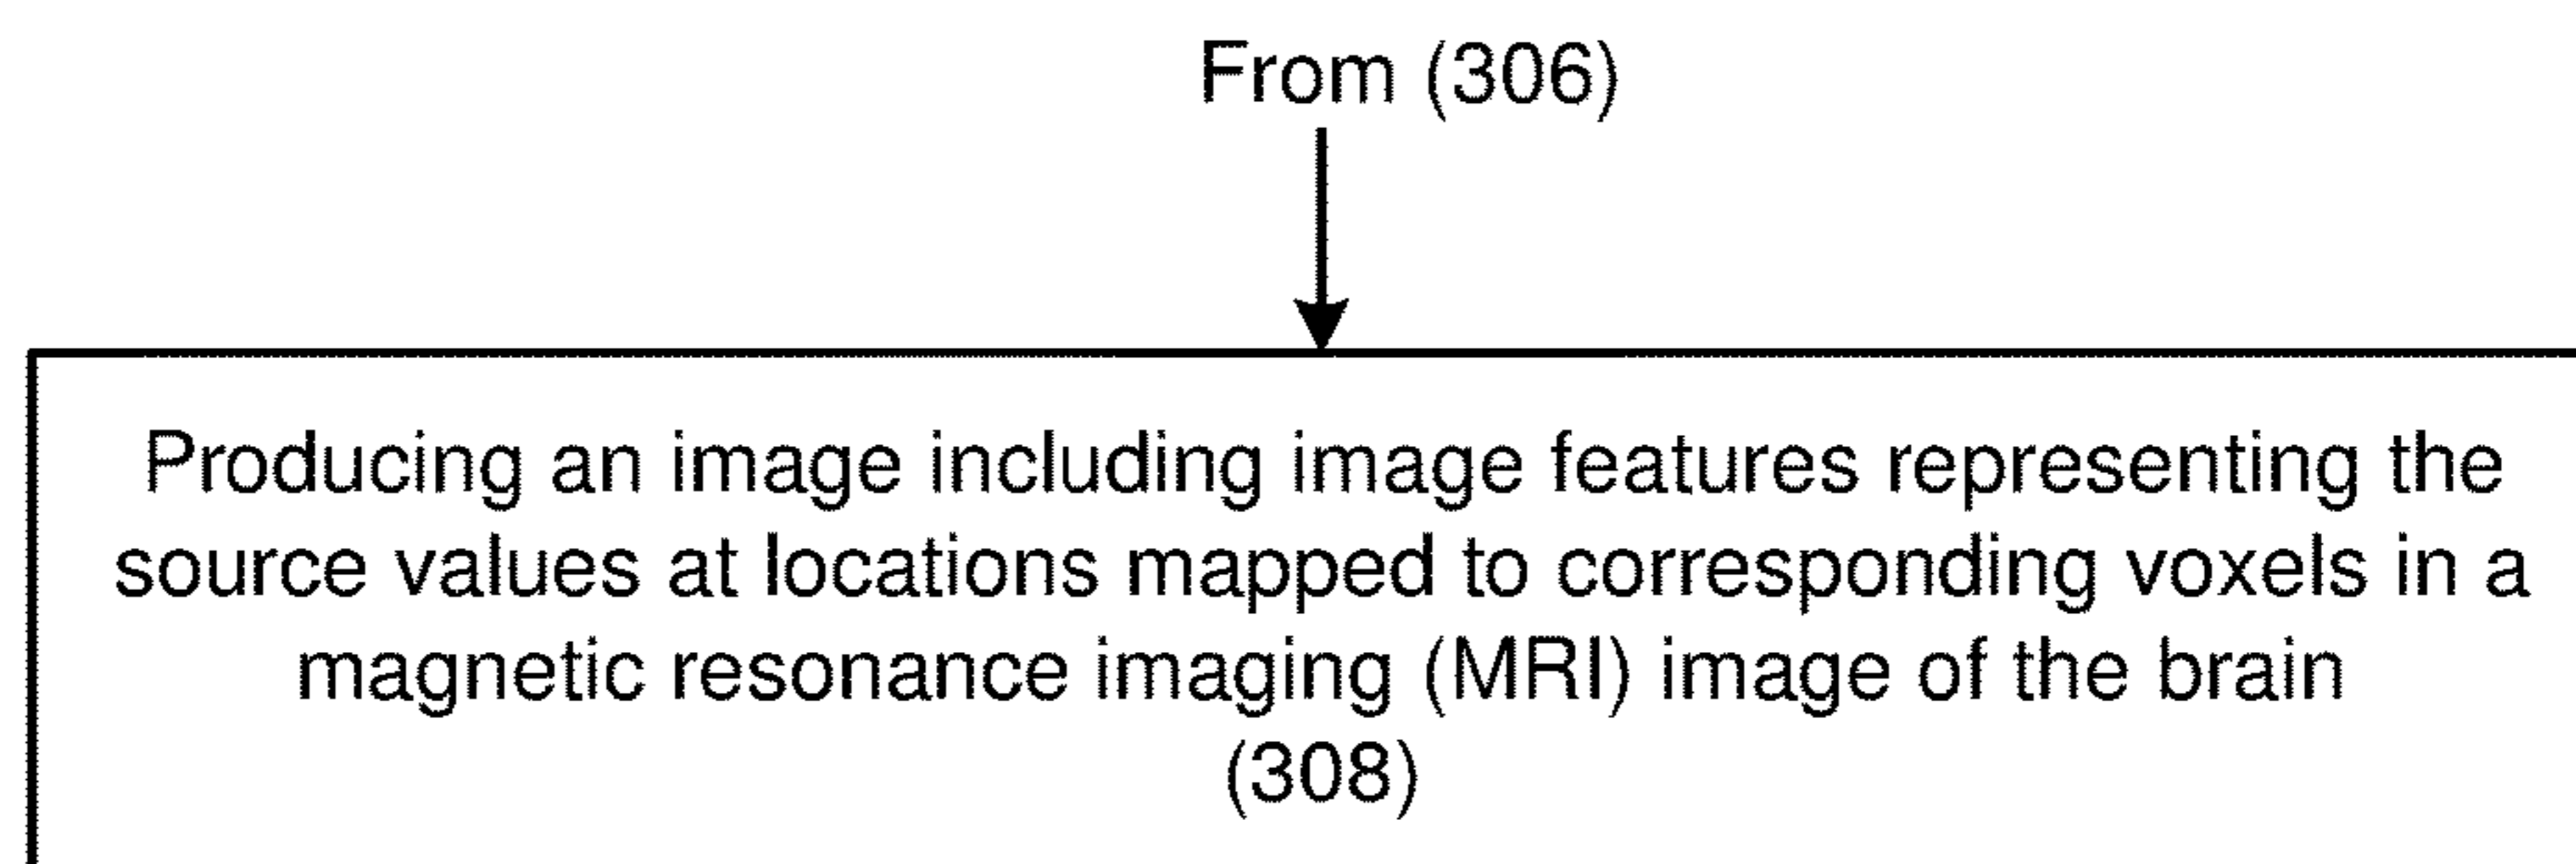 From (306)
Producing an image including image features representing the
source values at locations mapped to corresponding voxels in a
magnetic resonance imaging (MRI) image of the brain
(308)